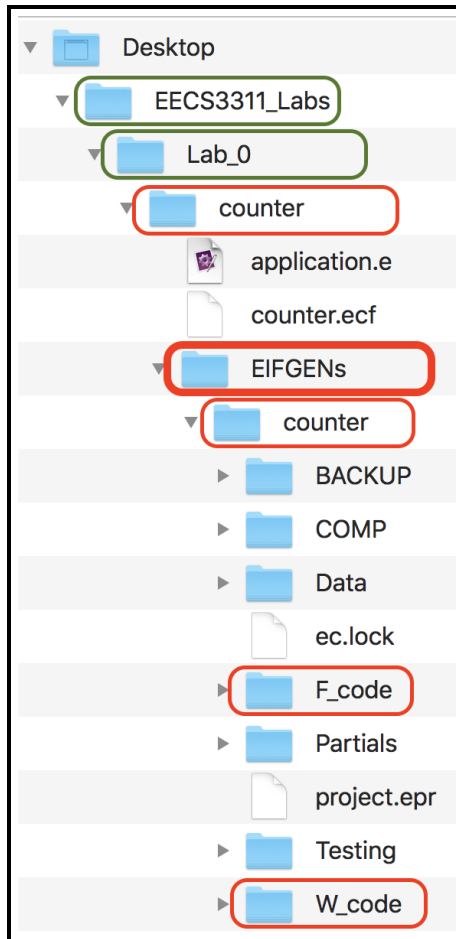 Desktop
EECS3311_Labs
Lab_0
counter
application.e
counter.ecf
EIFGENs
counter
BACKUP
COMP
Data
ec.lock
F_code
Partials
project.epr
Testing
W_code